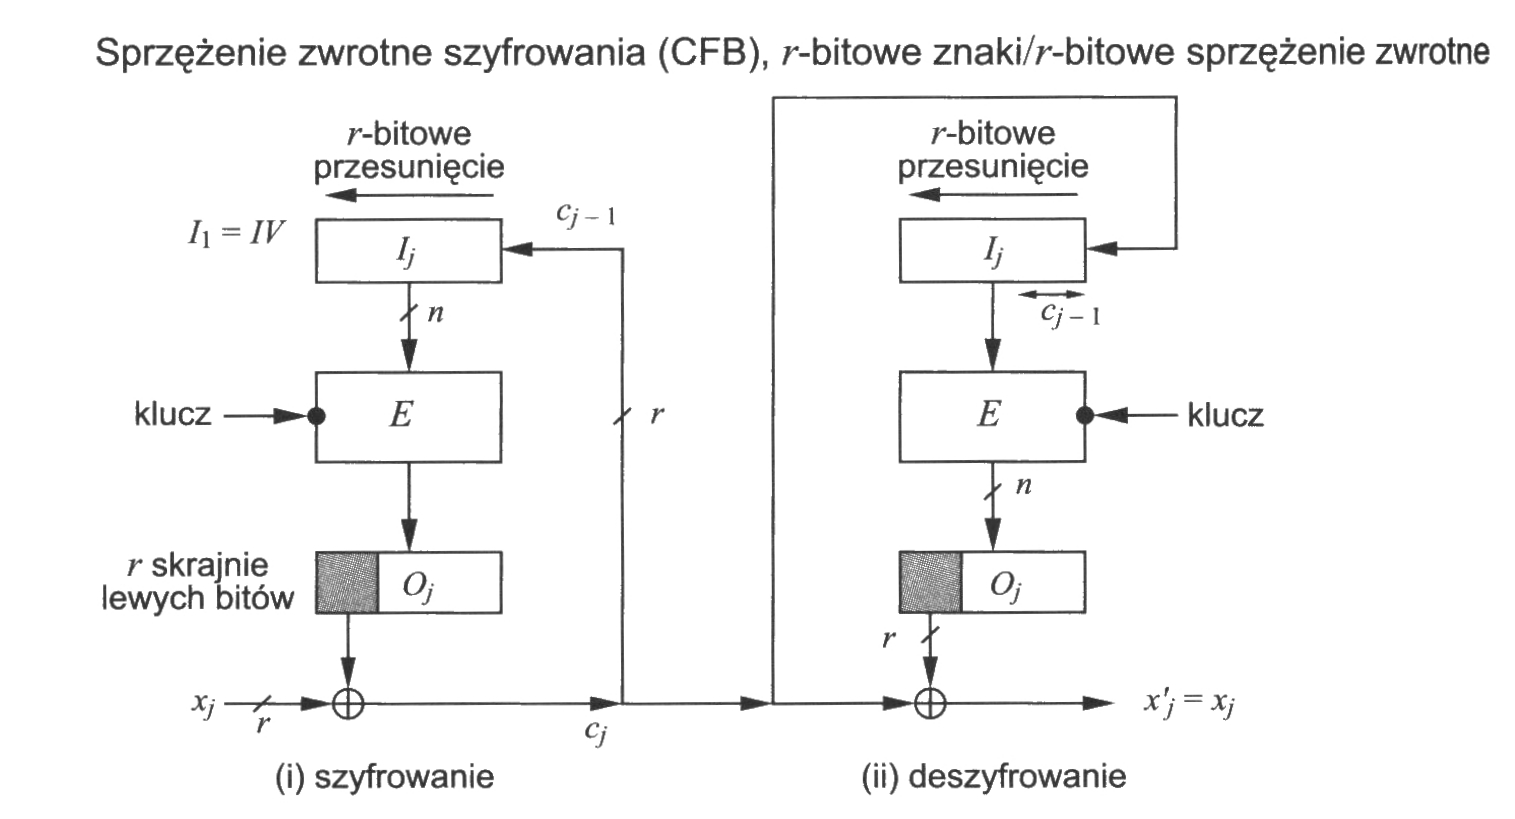 Sprzężenie zwrotne szyfrowania (CFB), r-bitowe znaki/r-bitowe sprzężenie zwrotne
r-bitowe
przesunięcie
I₁ = IV
c_{j – 1}
I_j
n
klucz
E
r
r skrajnie
lewych bitów
O_j
x_j
r
c_j
(i) szyfrowanie
r-bitowe
przesunięcie
I_j
c_{j – 1}
E
klucz
n
O_j
r
x'_j = x_j
(ii) deszyfrowanie